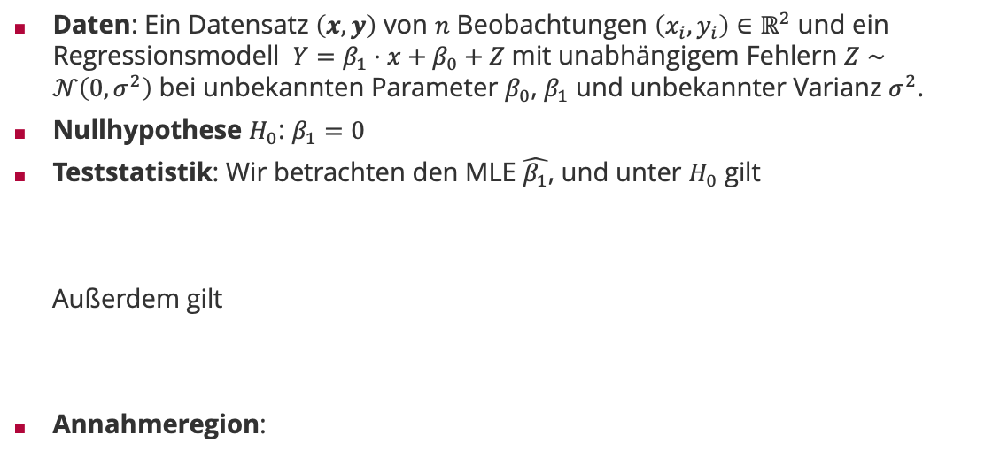 ▪ Daten: Ein Datensatz (𝒙, 𝒚) von 𝑛 Beobachtungen (𝑥ᵢ, 𝑦ᵢ) ∈ ℝ² und ein
Regressionsmodell 𝑌 = 𝛽₁ ⋅ 𝑥 + 𝛽₀ + 𝑍 mit unabhängigem Fehlern 𝑍 ~
𝒩(0, 𝜎²) bei unbekannten Parameter 𝛽₀, 𝛽₁ und unbekannter Varianz 𝜎².
▪ Nullhypothese 𝐻₀: 𝛽₁ = 0
▪ Teststatistik: Wir betrachten den MLE 𝛽₁̂, und unter 𝐻₀ gilt
Außerdem gilt
▪ Annahmeregion: